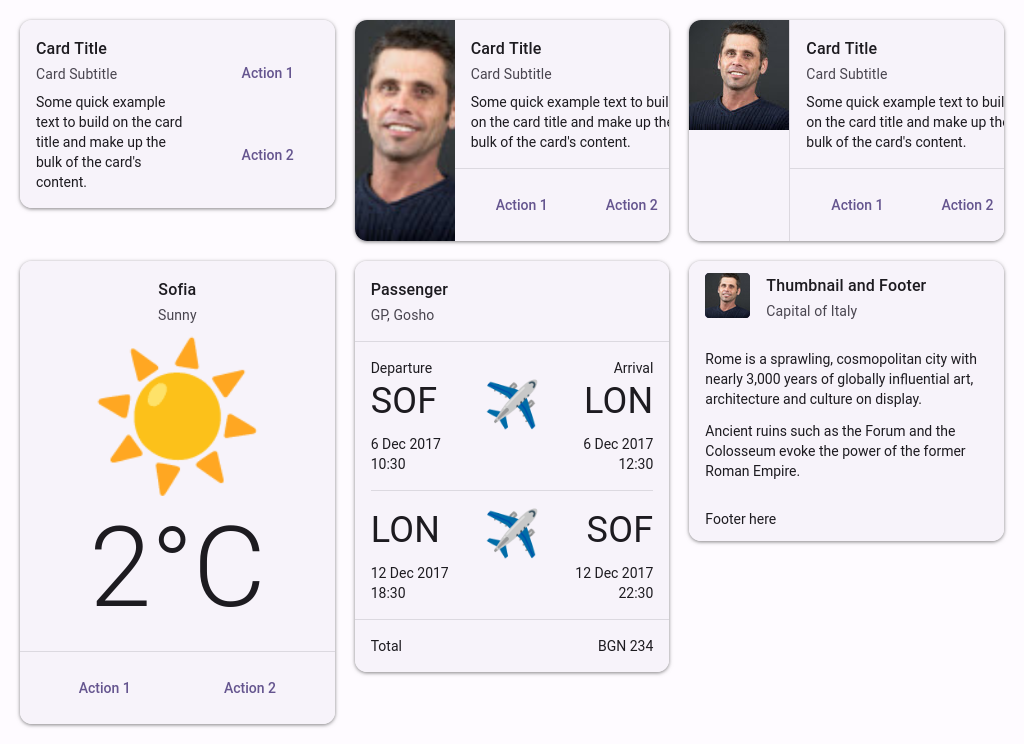 Card Title
Card Subtitle
Some quick example
text to build on the card
title and make up the
bulk of the card's
content.
Action 1
Action 2
Card Title
Card Subtitle
Some quick example text to buil
on the card title and make up the
bulk of the card's content.
Action 1
Action 2
Card Title
Card Subtitle
Some quick example text to buil
on the card title and make up the
bulk of the card's content.
Action 1
Action 2
Sofia
Sunny
2°C
Action 1
Action 2
Passenger
GP, Gosho
Departure
Arrival
SOF
LON
6 Dec 2017
6 Dec 2017
10:30
12:30
LON
SOF
12 Dec 2017
12 Dec 2017
18:30
22:30
Total
BGN 234
Thumbnail and Footer
Capital of Italy
Rome is a sprawling, cosmopolitan city with
nearly 3,000 years of globally influential art,
architecture and culture on display.
Ancient ruins such as the Forum and the
Colosseum evoke the power of the former
Roman Empire.
Footer here